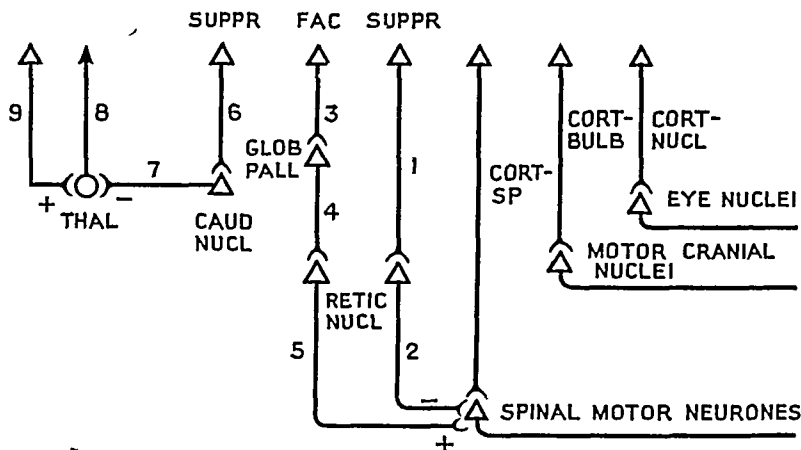 SUPPR FAC SUPPR
9 8 6 3
GLOB
PALL
1
CORT-
BULB
CORT-
NUCL
7
CORT-
SP
+ −
THAL
CAUD
NUCL
4
EYE NUCLEI
MOTOR CRANIAL
NUCLEI
RETIC
NUCL
5 2
−
SPINAL MOTOR NEURONES
+